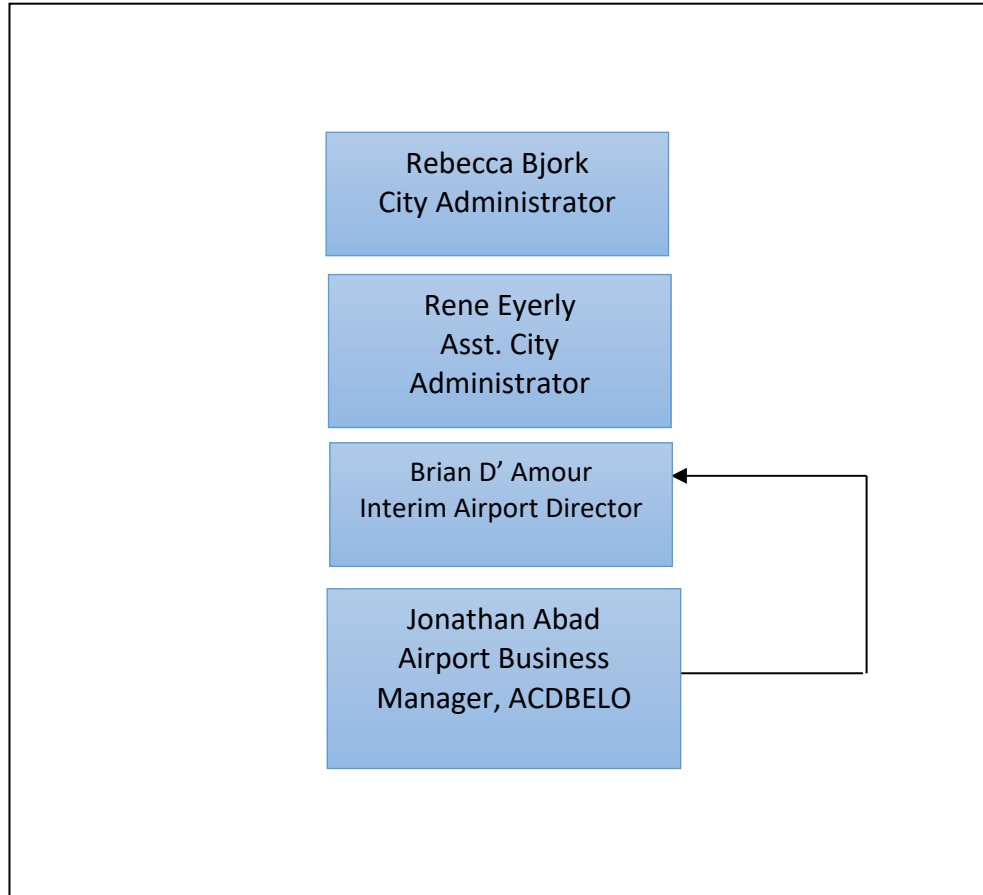 Rebecca Bjork
City Administrator
Rene Eyerly
Asst. City
Administrator
Brian D’ Amour
Interim Airport Director
Jonathan Abad
Airport Business
Manager, ACDBELO